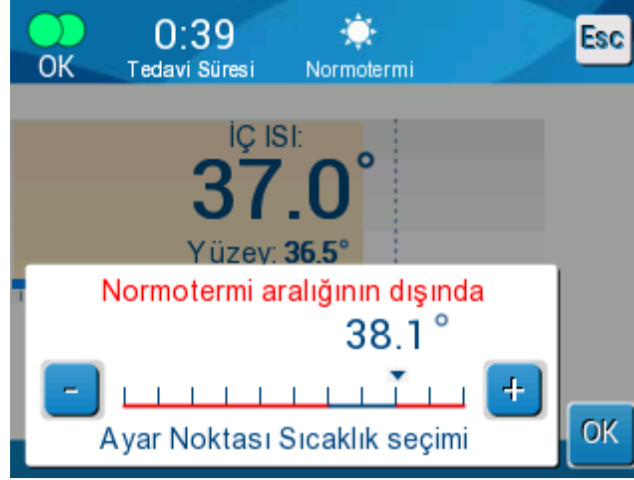 OK
0:39
Tedavi Süresi
Normotermi
Esc
İÇ ISI:
37.0°
Yüzey: 36.5°
Normotermi aralığının dışında
38.1°
-
+
Ayar Noktası Sıcaklık seçimi
OK